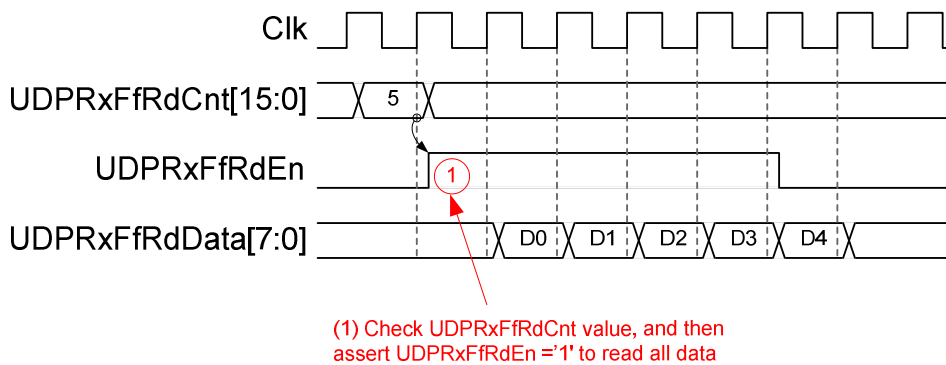 Clk
UDPRxFfRdCnt[15:0]
5
UDPRxFfRdEn
1
UDPRxFfRdData[7:0]
D0 D1 D2 D3 D4
(1) Check UDPRxFfRdCnt value, and then
assert UDPRxFfRdEn ='1' to read all data